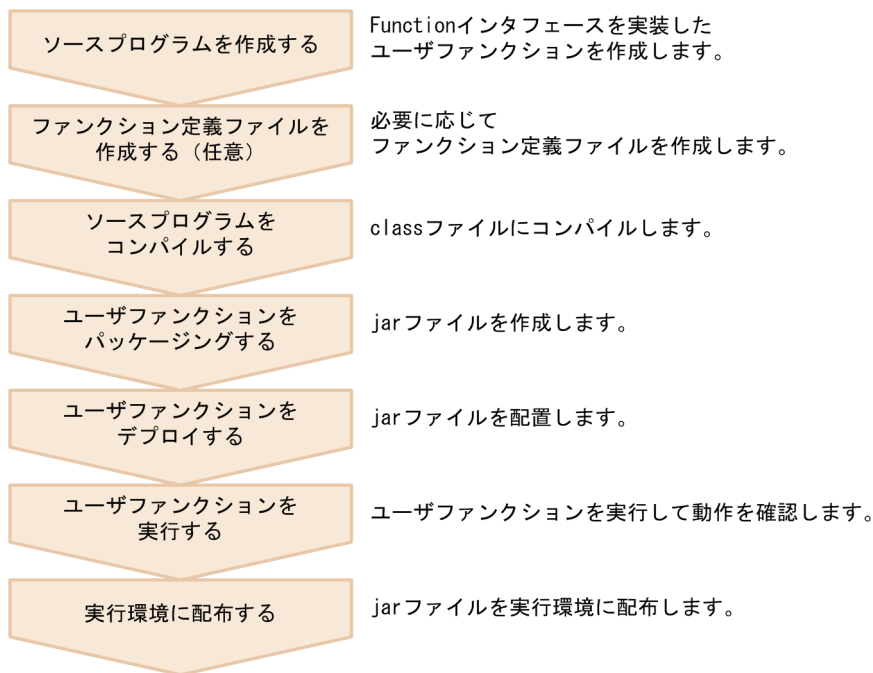 ソースプログラムを作成する
Functionインタフェースを実装した
ユーザファンクションを作成します。
ファンクション定義ファイルを
作成する（任意）
必要に応じて
ファンクション定義ファイルを作成します。
ソースプログラムを
コンパイルする
classファイルにコンパイルします。
ユーザファンクションを
パッケージングする
jarファイルを作成します。
ユーザファンクションを
デプロイする
jarファイルを配置します。
ユーザファンクションを
実行する
ユーザファンクションを実行して動作を確認します。
実行環境に配布する
jarファイルを実行環境に配布します。